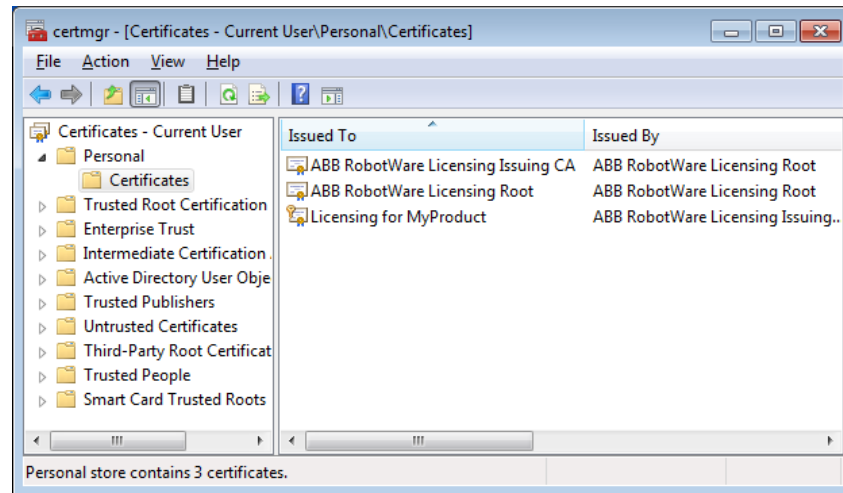 certmgr - [Certificates - Current User\Personal\Certificates]
File Action View Help
Certificates - Current User
Personal
Certificates
Trusted Root Certification
Enterprise Trust
Intermediate Certification
Active Directory User Obje
Trusted Publishers
Untrusted Certificates
Third-Party Root Certificat
Trusted People
Smart Card Trusted Roots
Issued To Issued By
ABB RobotWare Licensing Issuing CA ABB RobotWare Licensing Root
ABB RobotWare Licensing Root ABB RobotWare Licensing Root
Licensing for MyProduct ABB RobotWare Licensing Issuing...
Personal store contains 3 certificates.